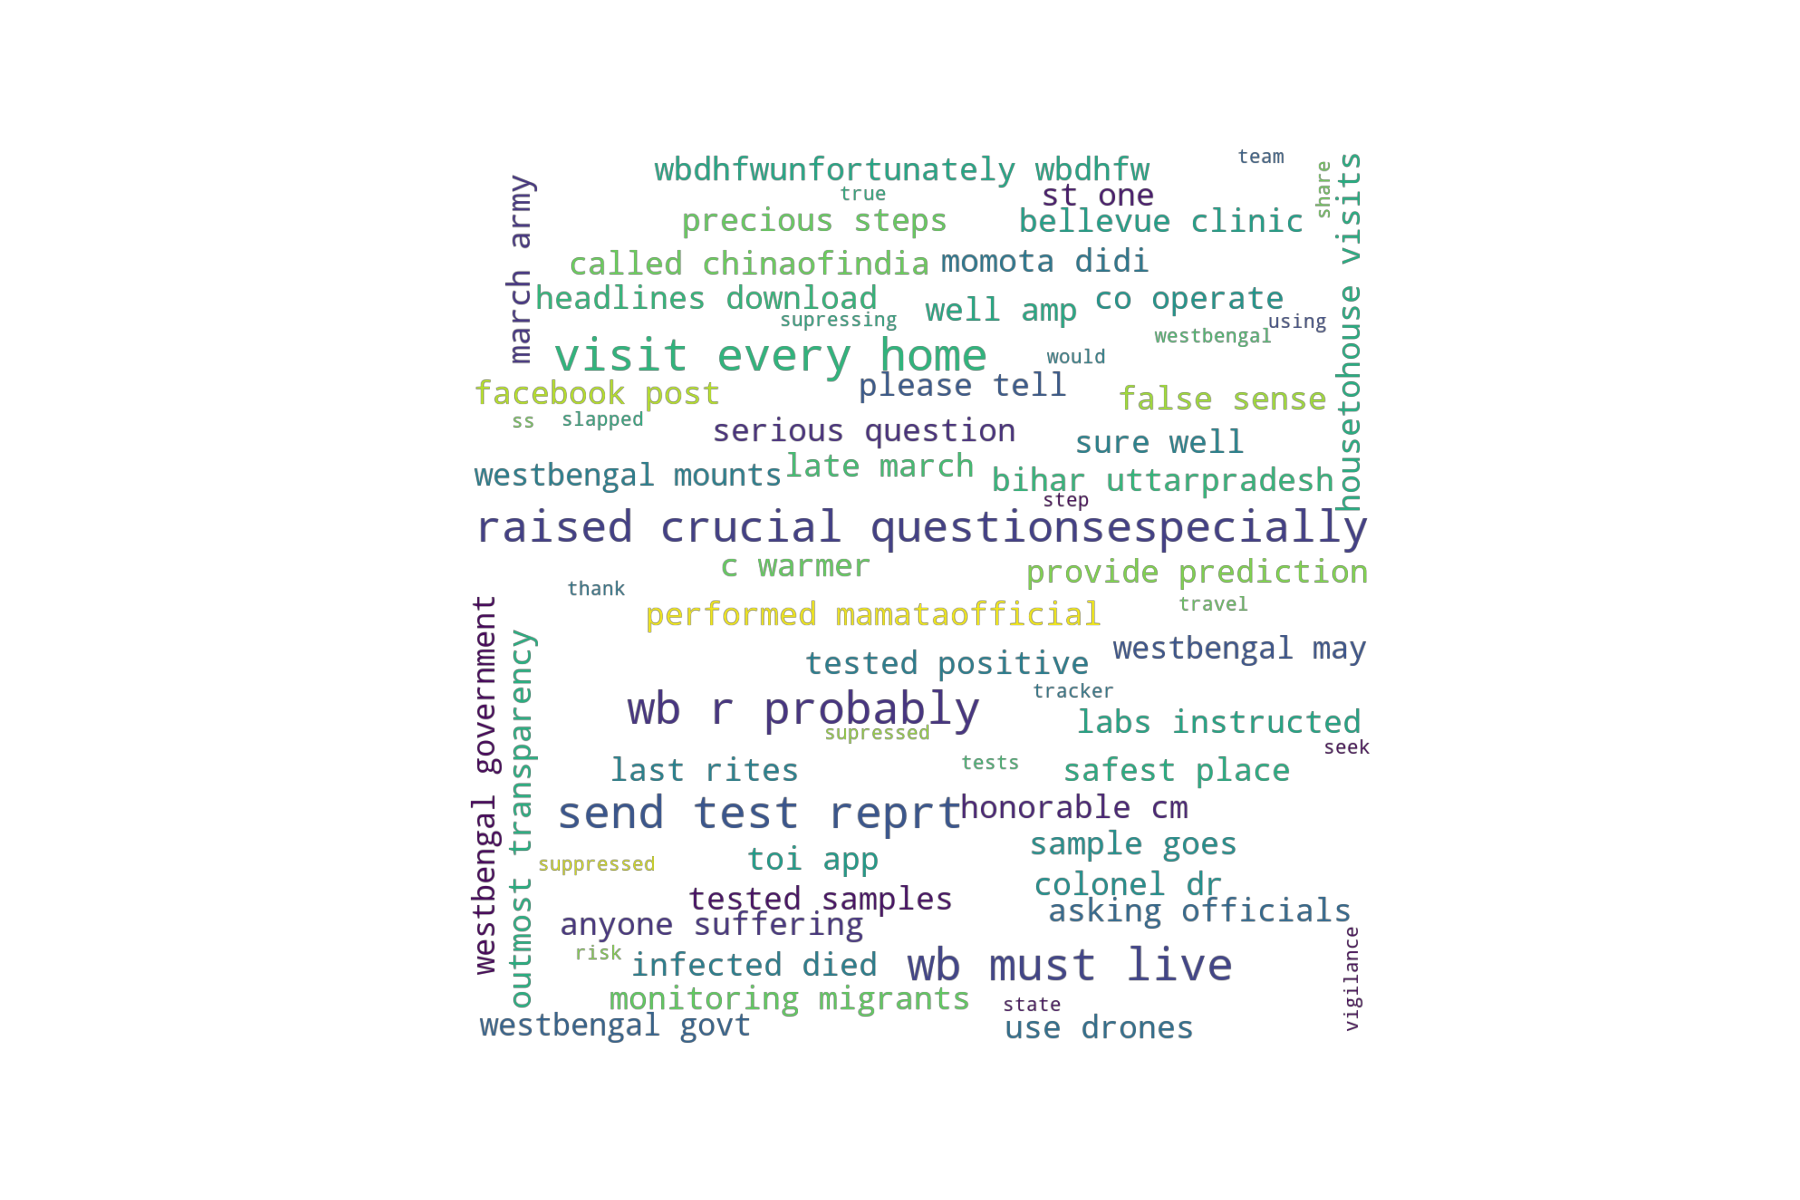 team
wbdhfwunfortunately wbdhfw
share
true
st one
march army
precious steps
bellevue clinic
housetohouse visits
called chinaofindia
momota didi
headlines download
well amp
co operate
supressing
using
westbengal
visit every home
would
facebook post
please tell
false sense
ss
slapped
serious question
sure well
westbengal mounts
late march
bihar uttarpradesh
step
raised crucial questionsespecially
c warmer
provide prediction
thank
travel
westbengal government
performed mamataofficial
outmost transparency
westbengal may
tested positive
tracker
wb r probably
labs instructed
supressed
seek
last rites
tests
safest place
send test reprt
honorable cm
sample goes
toi app
suppressed
colonel dr
tested samples
asking officials
anyone suffering
risk
infected died
wb must live
vigilance
monitoring migrants
state
westbengal govt
use drones